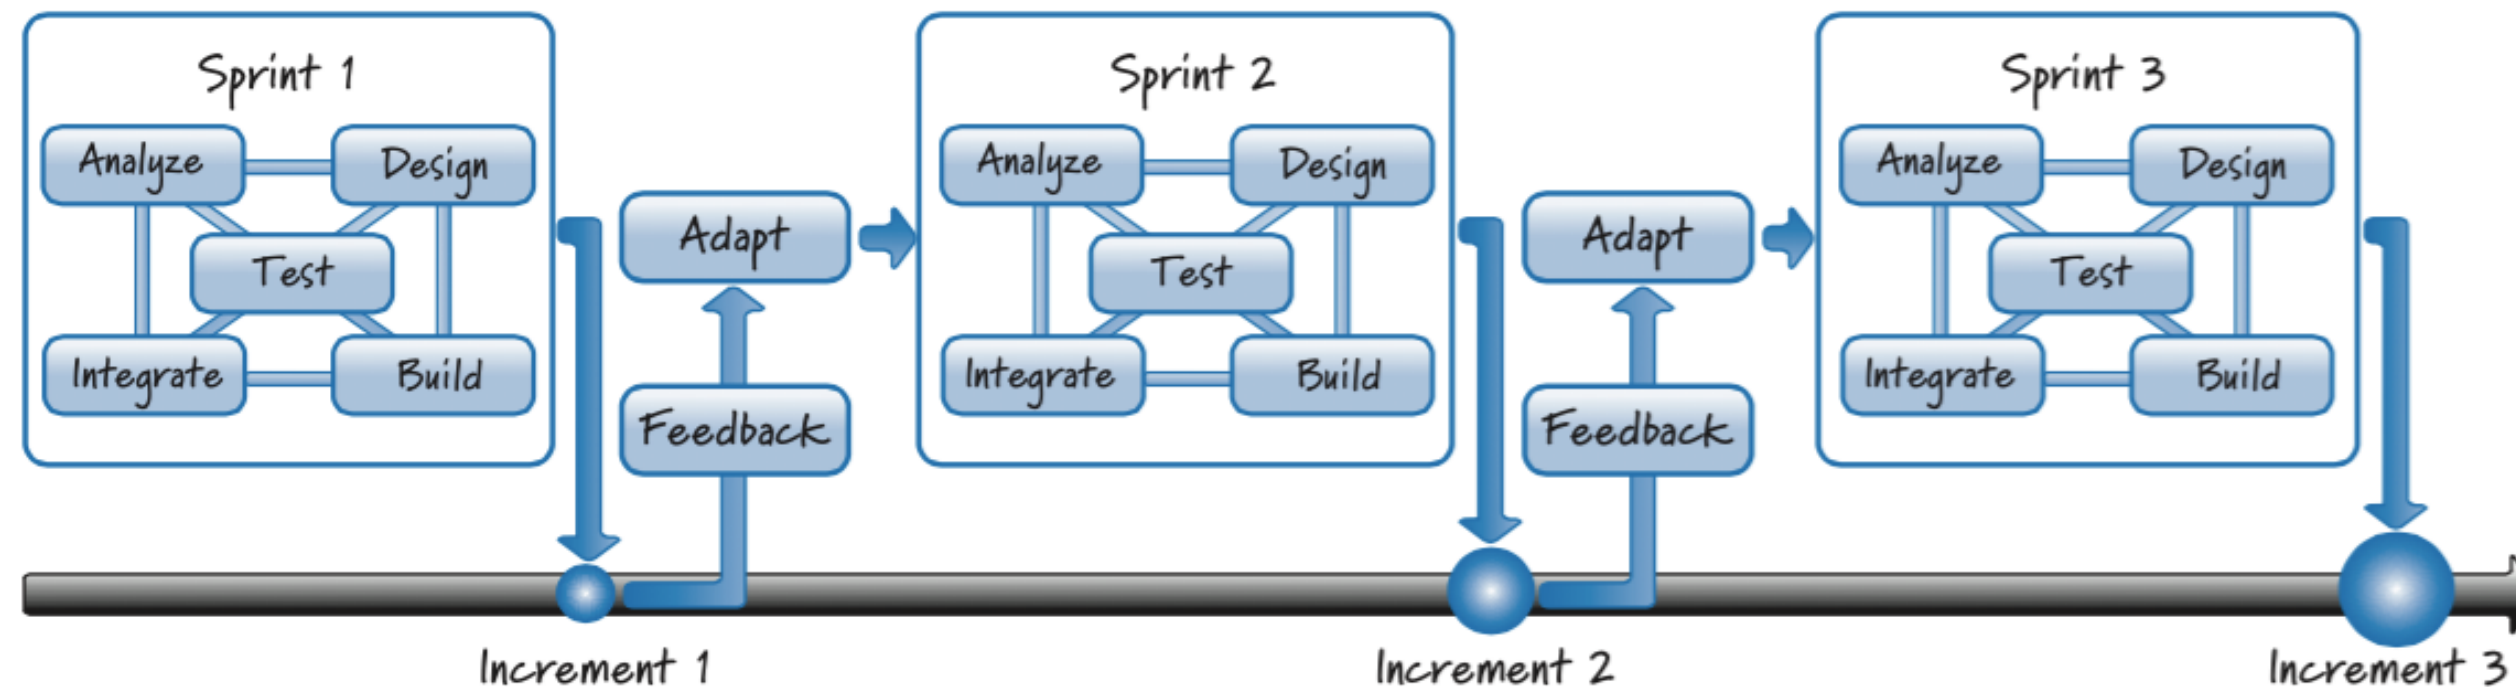 Sprint 1
Analyze
Design
Test
Integrate
Build
Adapt
Feedback
Increment 1
Sprint 2
Analyze
Design
Test
Integrate
Build
Adapt
Feedback
Increment 2
Sprint 3
Analyze
Design
Test
Integrate
Build
Increment 3